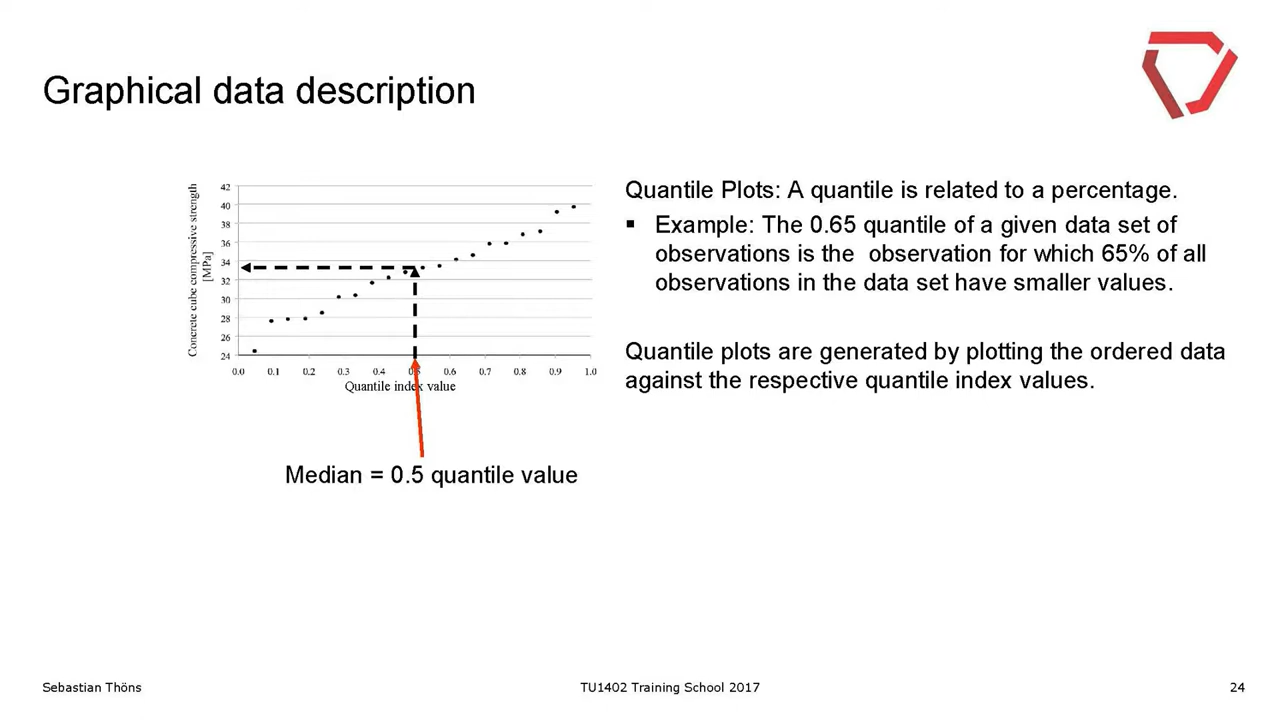 Graphical data description
Concrete cube compressive strength
[MPa]
42
40
38
36
34
32
30
28
26
24
0.0 0.1 0.2 0.3 0.4 0.5 0.6 0.7 0.8 0.9 1.0
Quantile index value
Median = 0.5 quantile value
Quantile Plots: A quantile is related to a percentage.
▪ Example: The 0.65 quantile of a given data set of
observations is the observation for which 65% of all
observations in the data set have smaller values.
Quantile plots are generated by plotting the ordered data
against the respective quantile index values.
Sebastian Thöns
TU1402 Training School 2017
24